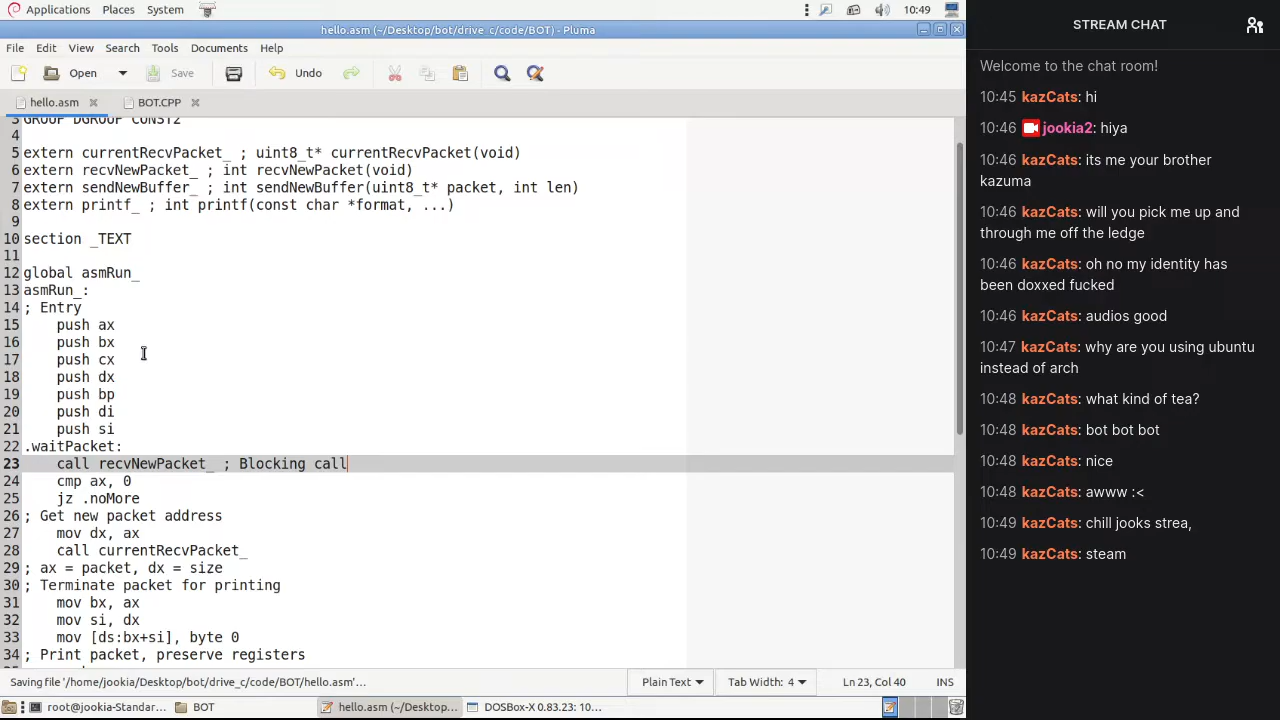 Applications Places System 10:49
hello.asm (~/Desktop/bot/drive_c/code/BOT) - Pluma
File Edit View Search Tools Documents Help
Open Save Undo
hello.asm BOT.CPP
3 GROUP DGROUP CONST2
4
5 extern currentRecvPacket_ ; uint8_t* currentRecvPacket(void)
6 extern recvNewPacket_ ; int recvNewPacket(void)
7 extern sendNewBuffer_ ; int sendNewBuffer(uint8_t* packet, int len)
8 extern printf_ ; int printf(const char *format, ...)
9
10 section _TEXT
11
12 global asmRun_
13 asmRun_:
14 ; Entry
15 push ax
16 push bx
17 push cx
18 push dx
19 push bp
20 push di
21 push si
22 .waitPacket:
23 call recvNewPacket_ ; Blocking call
24 cmp ax, 0
25 jz .noMore
26 ; Get new packet address
27 mov dx, ax
28 call currentRecvPacket_
29 ; ax = packet, dx = size
30 ; Terminate packet for printing
31 mov bx, ax
32 mov si, dx
33 mov [ds:bx+si], byte 0
34 ; Print packet, preserve registers
Saving file '/home/jookia/Desktop/bot/drive_c/code/BOT/hello.asm'...
Plain Text Tab Width: 4 Ln 23, Col 40 INS
root@jookia-Standar... BOT hello.asm (~/Desktop... DOSBox-X 0.83.23: 10...
STREAM CHAT
Welcome to the chat room!
10:45 kazCats: hi
10:46 jookia2: hiya
10:46 kazCats: its me your brother
kazuma
10:46 kazCats: will you pick me up and
through me off the ledge
10:46 kazCats: oh no my identity has
been doxxed fucked
10:46 kazCats: audios good
10:47 kazCats: why are you using ubuntu
instead of arch
10:48 kazCats: what kind of tea?
10:48 kazCats: bot bot bot
10:48 kazCats: nice
10:48 kazCats: awww :<
10:49 kazCats: chill jooks strea,
10:49 kazCats: steam